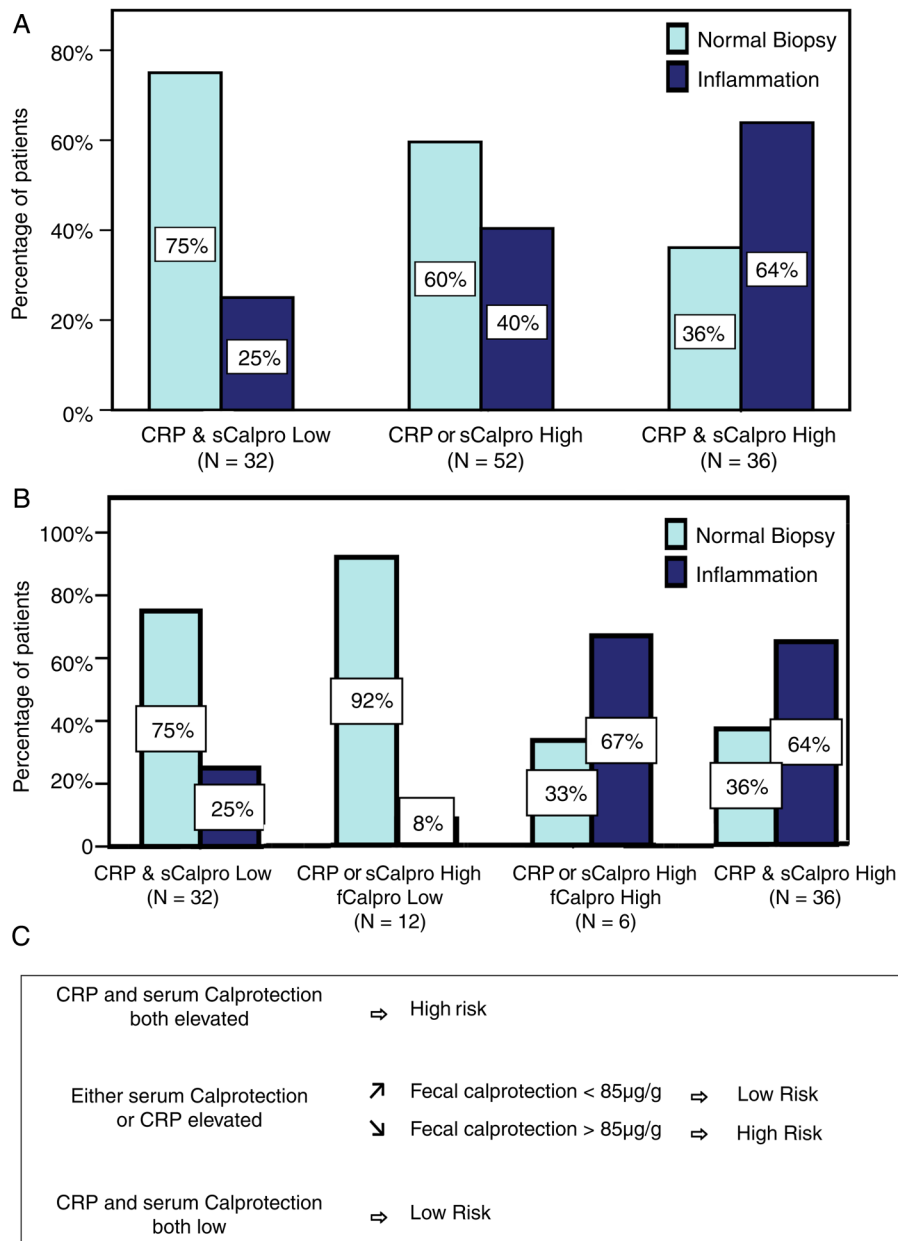 A
Percentage of patients
80%
60%
40%
20%
0%
Normal Biopsy
Inflammation
75%
25%
60%
40%
36%
64%
CRP & sCalpro Low
(N = 32)
CRP or sCalpro High
(N = 52)
CRP & sCalpro High
(N = 36)
B
Percentage of patients
100%
80%
60%
40%
20%
0
Normal Biopsy
Inflammation
75%
25%
92%
8%
33%
67%
36%
64%
CRP & sCalpro Low
(N = 32)
CRP or sCalpro High
fCalpro Low
(N = 12)
CRP or sCalpro High
fCalpro High
(N = 6)
CRP & sCalpro High
(N = 36)
C
CRP and serum Calprotection
both elevated
⇨ High risk
Either serum Calprotection
or CRP elevated
↗ Fecal calprotection < 85µg/g ⇨ Low Risk
↘ Fecal calprotection > 85µg/g ⇨ High Risk
CRP and serum Calprotection
both low
⇨ Low Risk